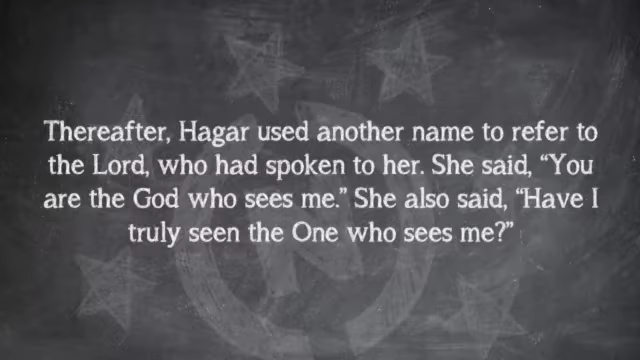 Thereafter, Hagar used another name to refer to
the Lord, who had spoken to her. She said, “You
are the God who sees me.” She also said, “Have I
truly seen the One who sees me?”